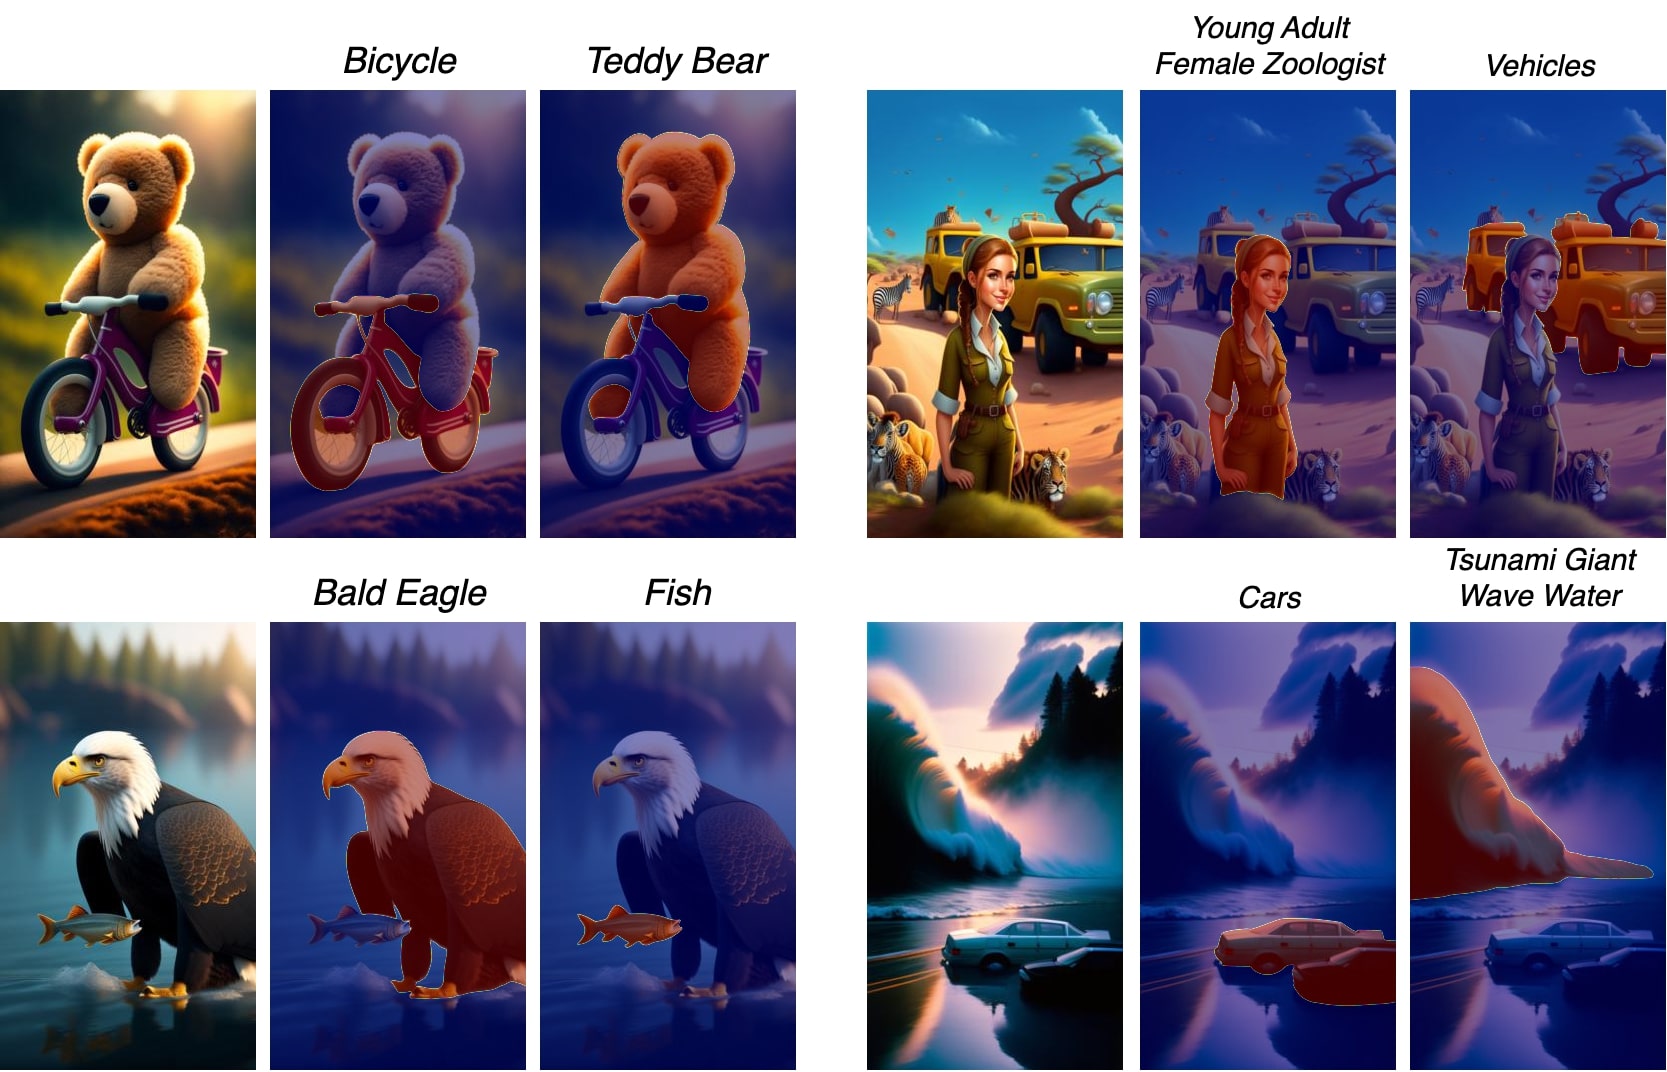 Bicycle
Teddy Bear
Young Adult
Female Zoologist
Vehicles
Bald Eagle
Fish
Cars
Tsunami Giant
Wave Water